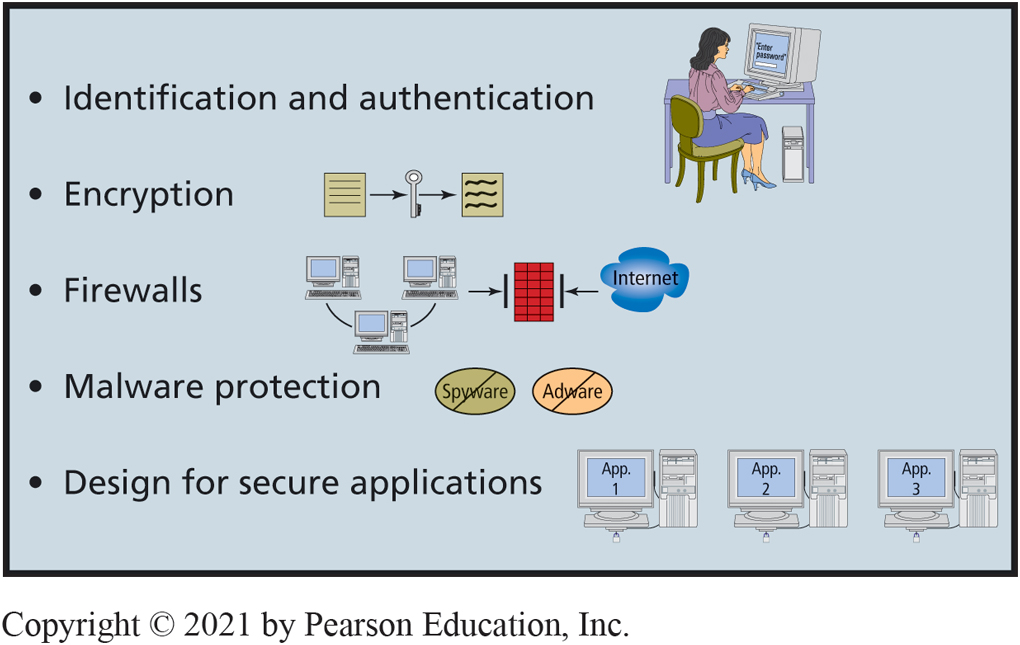 "Enter
password"
• Identification and authentication
• Encryption
• Firewalls
Internet
• Malware protection
Spyware
Adware
• Design for secure applications
App.
1
App.
2
App.
3
Copyright © 2021 by Pearson Education, Inc.